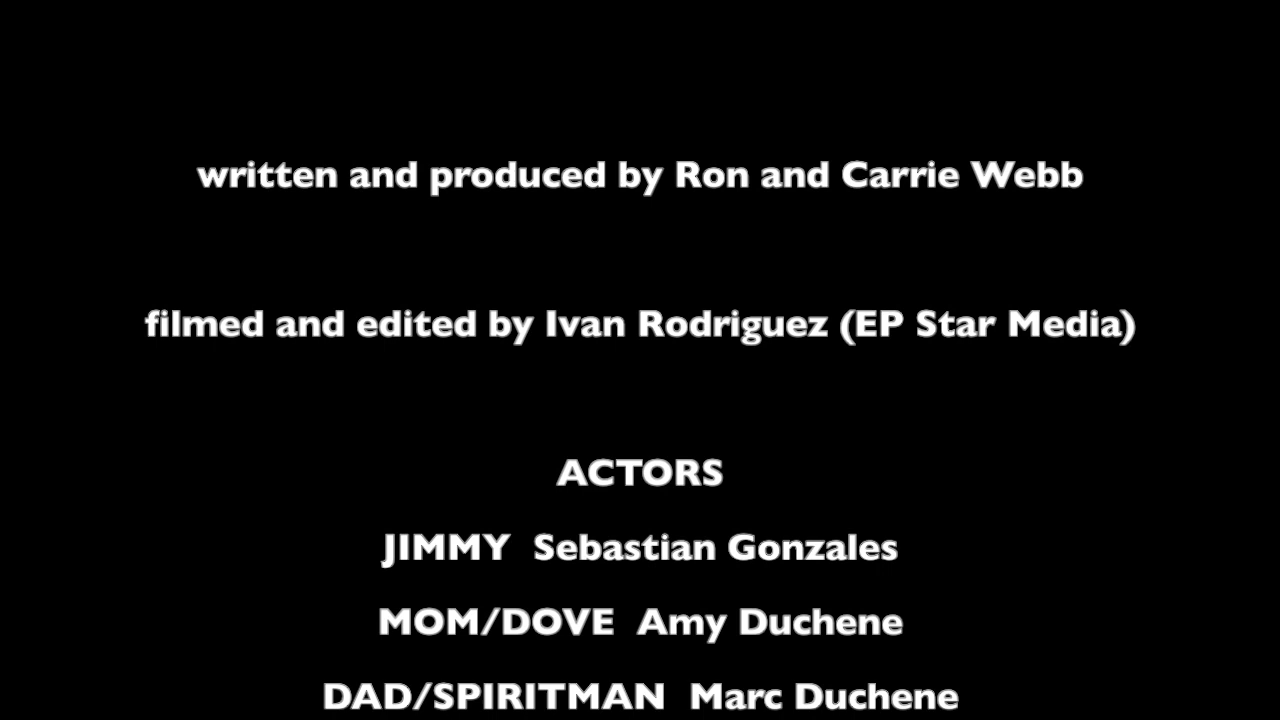 written and produced by Ron and Carrie Webb
filmed and edited by Ivan Rodriguez (EP Star Media)
ACTORS
JIMMY  Sebastian Gonzales
MOM/DOVE  Amy Duchene
DAD/SPIRITMAN  Marc Duchene